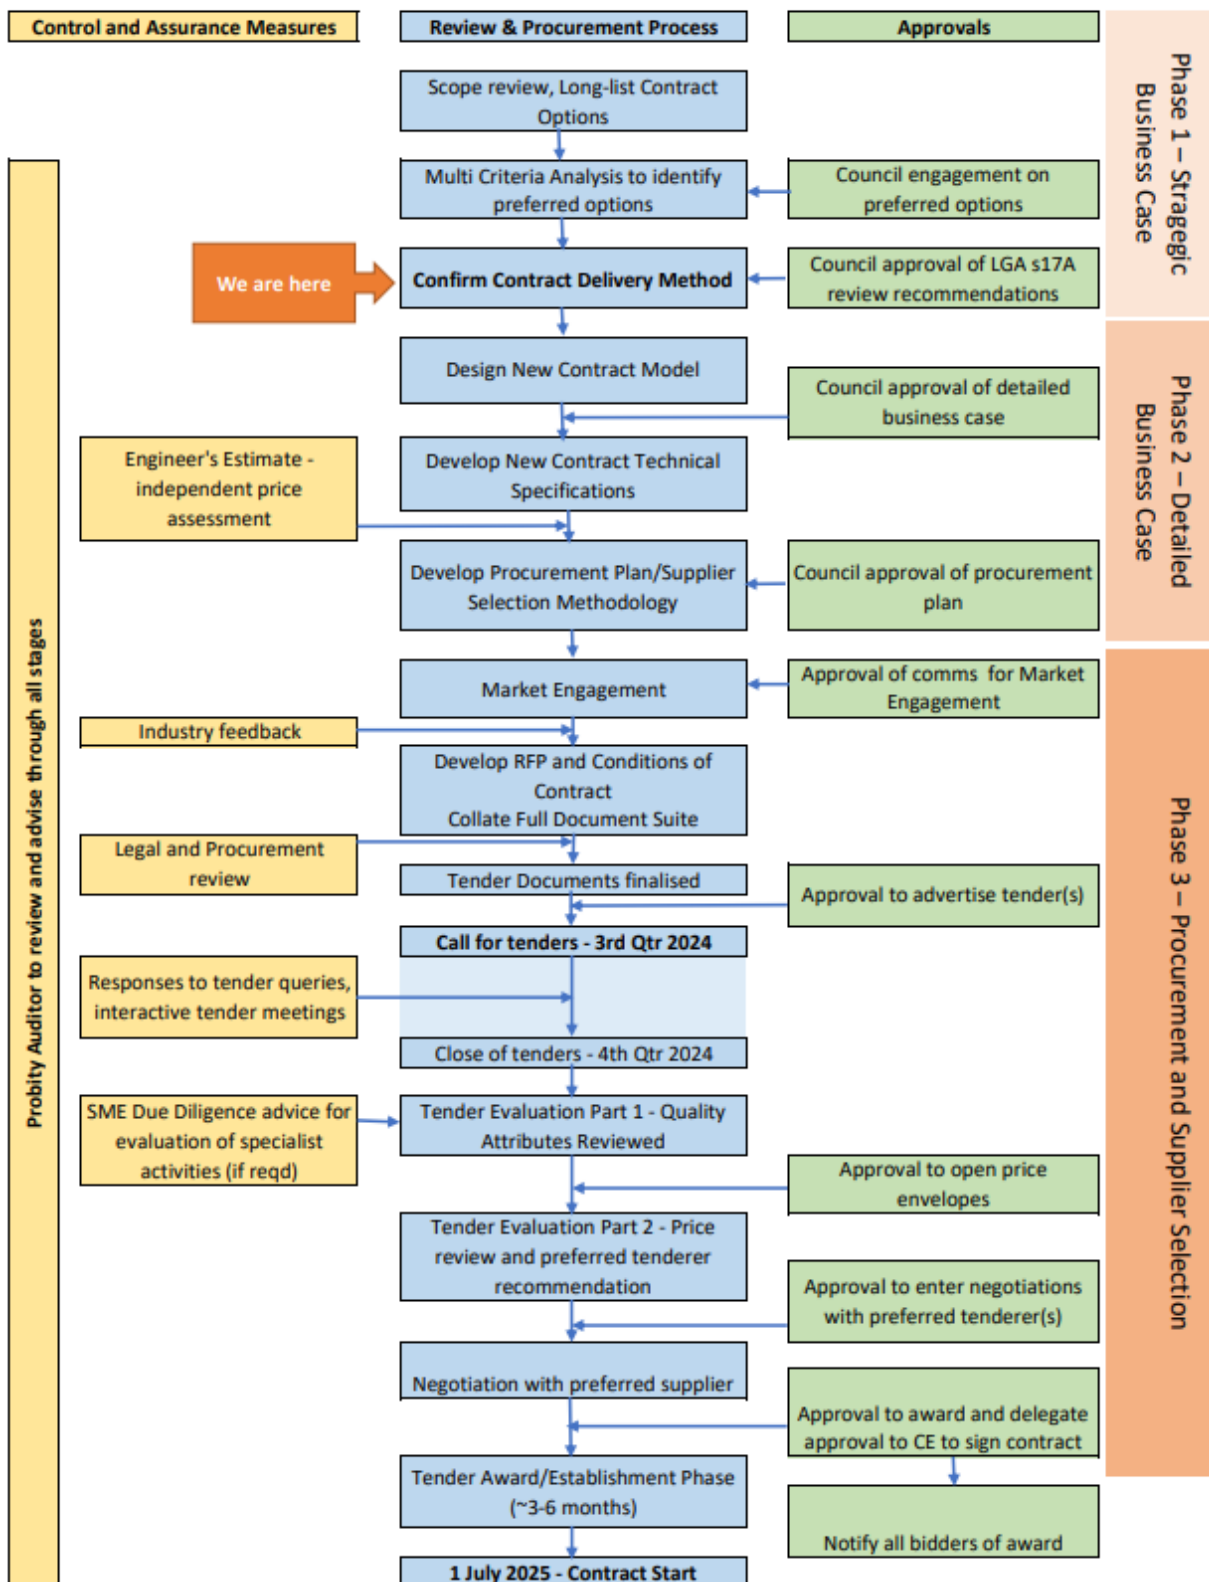 Control and Assurance Measures
Review & Procurement Process
Approvals
Phase 1 – Stragegic
Business Case
Scope review, Long-list Contract
Options
Multi Criteria Analysis to identify
preferred options
Council engagement on
preferred options
We are here
Confirm Contract Delivery Method
Council approval of LGA s17A
review recommendations
Phase 2 – Detailed
Business Case
Design New Contract Model
Council approval of detailed
business case
Engineer's Estimate -
independent price
assessment
Develop New Contract Technical
Specifications
Develop Procurement Plan/Supplier
Selection Methodology
Council approval of procurement
plan
Probity Auditor to review and advise through all stages
Phase 3 – Procurement and Supplier Selection
Market Engagement
Approval of comms for Market
Engagement
Industry feedback
Develop RFP and Conditions of
Contract
Collate Full Document Suite
Legal and Procurement
review
Tender Documents finalised
Approval to advertise tender(s)
Call for tenders - 3rd Qtr 2024
Responses to tender queries,
interactive tender meetings
Close of tenders - 4th Qtr 2024
SME Due Diligence advice for
evaluation of specialist
activities (if reqd)
Tender Evaluation Part 1 - Quality
Attributes Reviewed
Approval to open price
envelopes
Tender Evaluation Part 2 - Price
review and preferred tenderer
recommendation
Approval to enter negotiations
with preferred tenderer(s)
Negotiation with preferred supplier
Approval to award and delegate
approval to CE to sign contract
Tender Award/Establishment Phase
(~3-6 months)
Notify all bidders of award
1 July 2025 - Contract Start